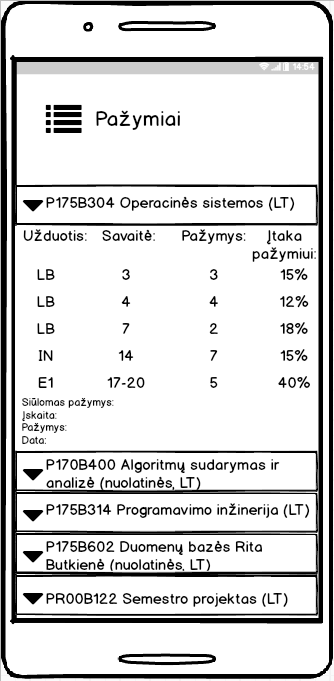 14:54
Pažymiai
P175B304 Operacinės sistemos (LT)
Užduotis: Savaitė: Pažymys: Įtaka pažymiui:
LB 3 3 15%
LB 4 4 12%
LB 7 2 18%
IN 14 7 15%
E1 17-20 5 40%
Siūlomas pažymys:
Įskaita:
Pažymys:
Data:
P170B400 Algoritmų sudarymas ir
analizė (nuolatinės, LT)
P175B314 Programavimo inžinerija (LT)
P175B602 Duomenų bazės Rita
Butkienė (nuolatinės, LT)
PR00B122 Semestro projektas (LT)